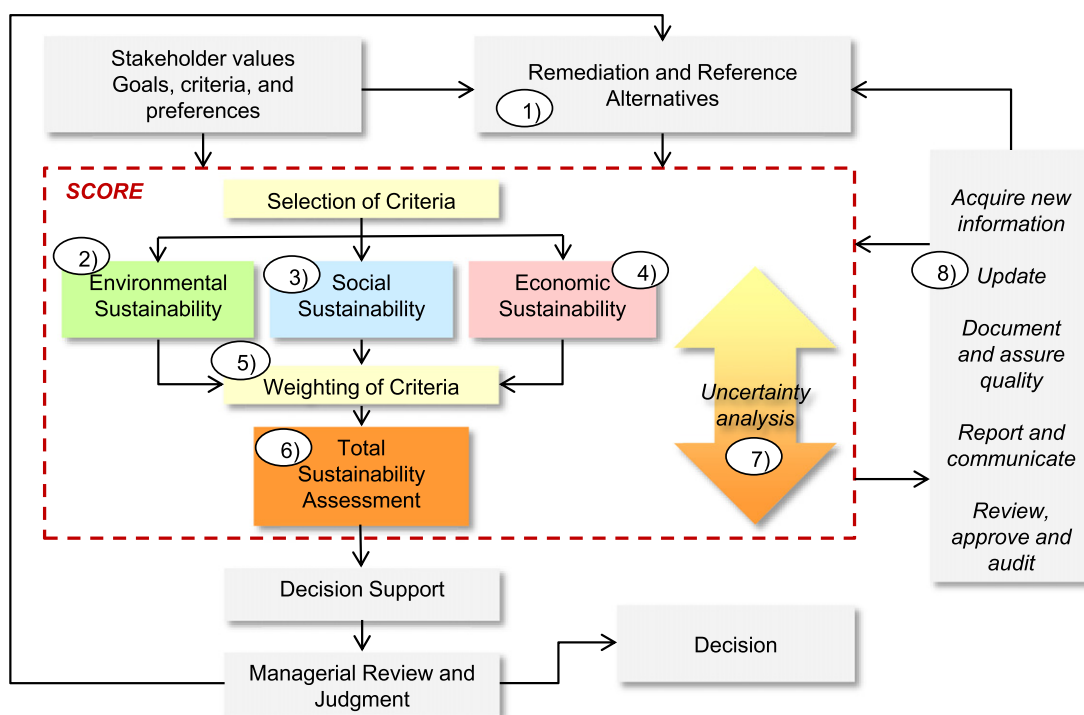 Stakeholder values
Goals, criteria, and
preferences
Remediation and Reference
Alternatives
1)
SCORE
Selection of Criteria
2)
Environmental
Sustainability
3)
Social
Sustainability
4)
Economic
Sustainability
5)
Weighting of Criteria
6)
Total
Sustainability
Assessment
Uncertainty
analysis
7)
Acquire new
information
8)
Update
Document
and assure
quality
Report and
communicate
Review,
approve and
audit
Decision Support
Managerial Review and
Judgment
Decision